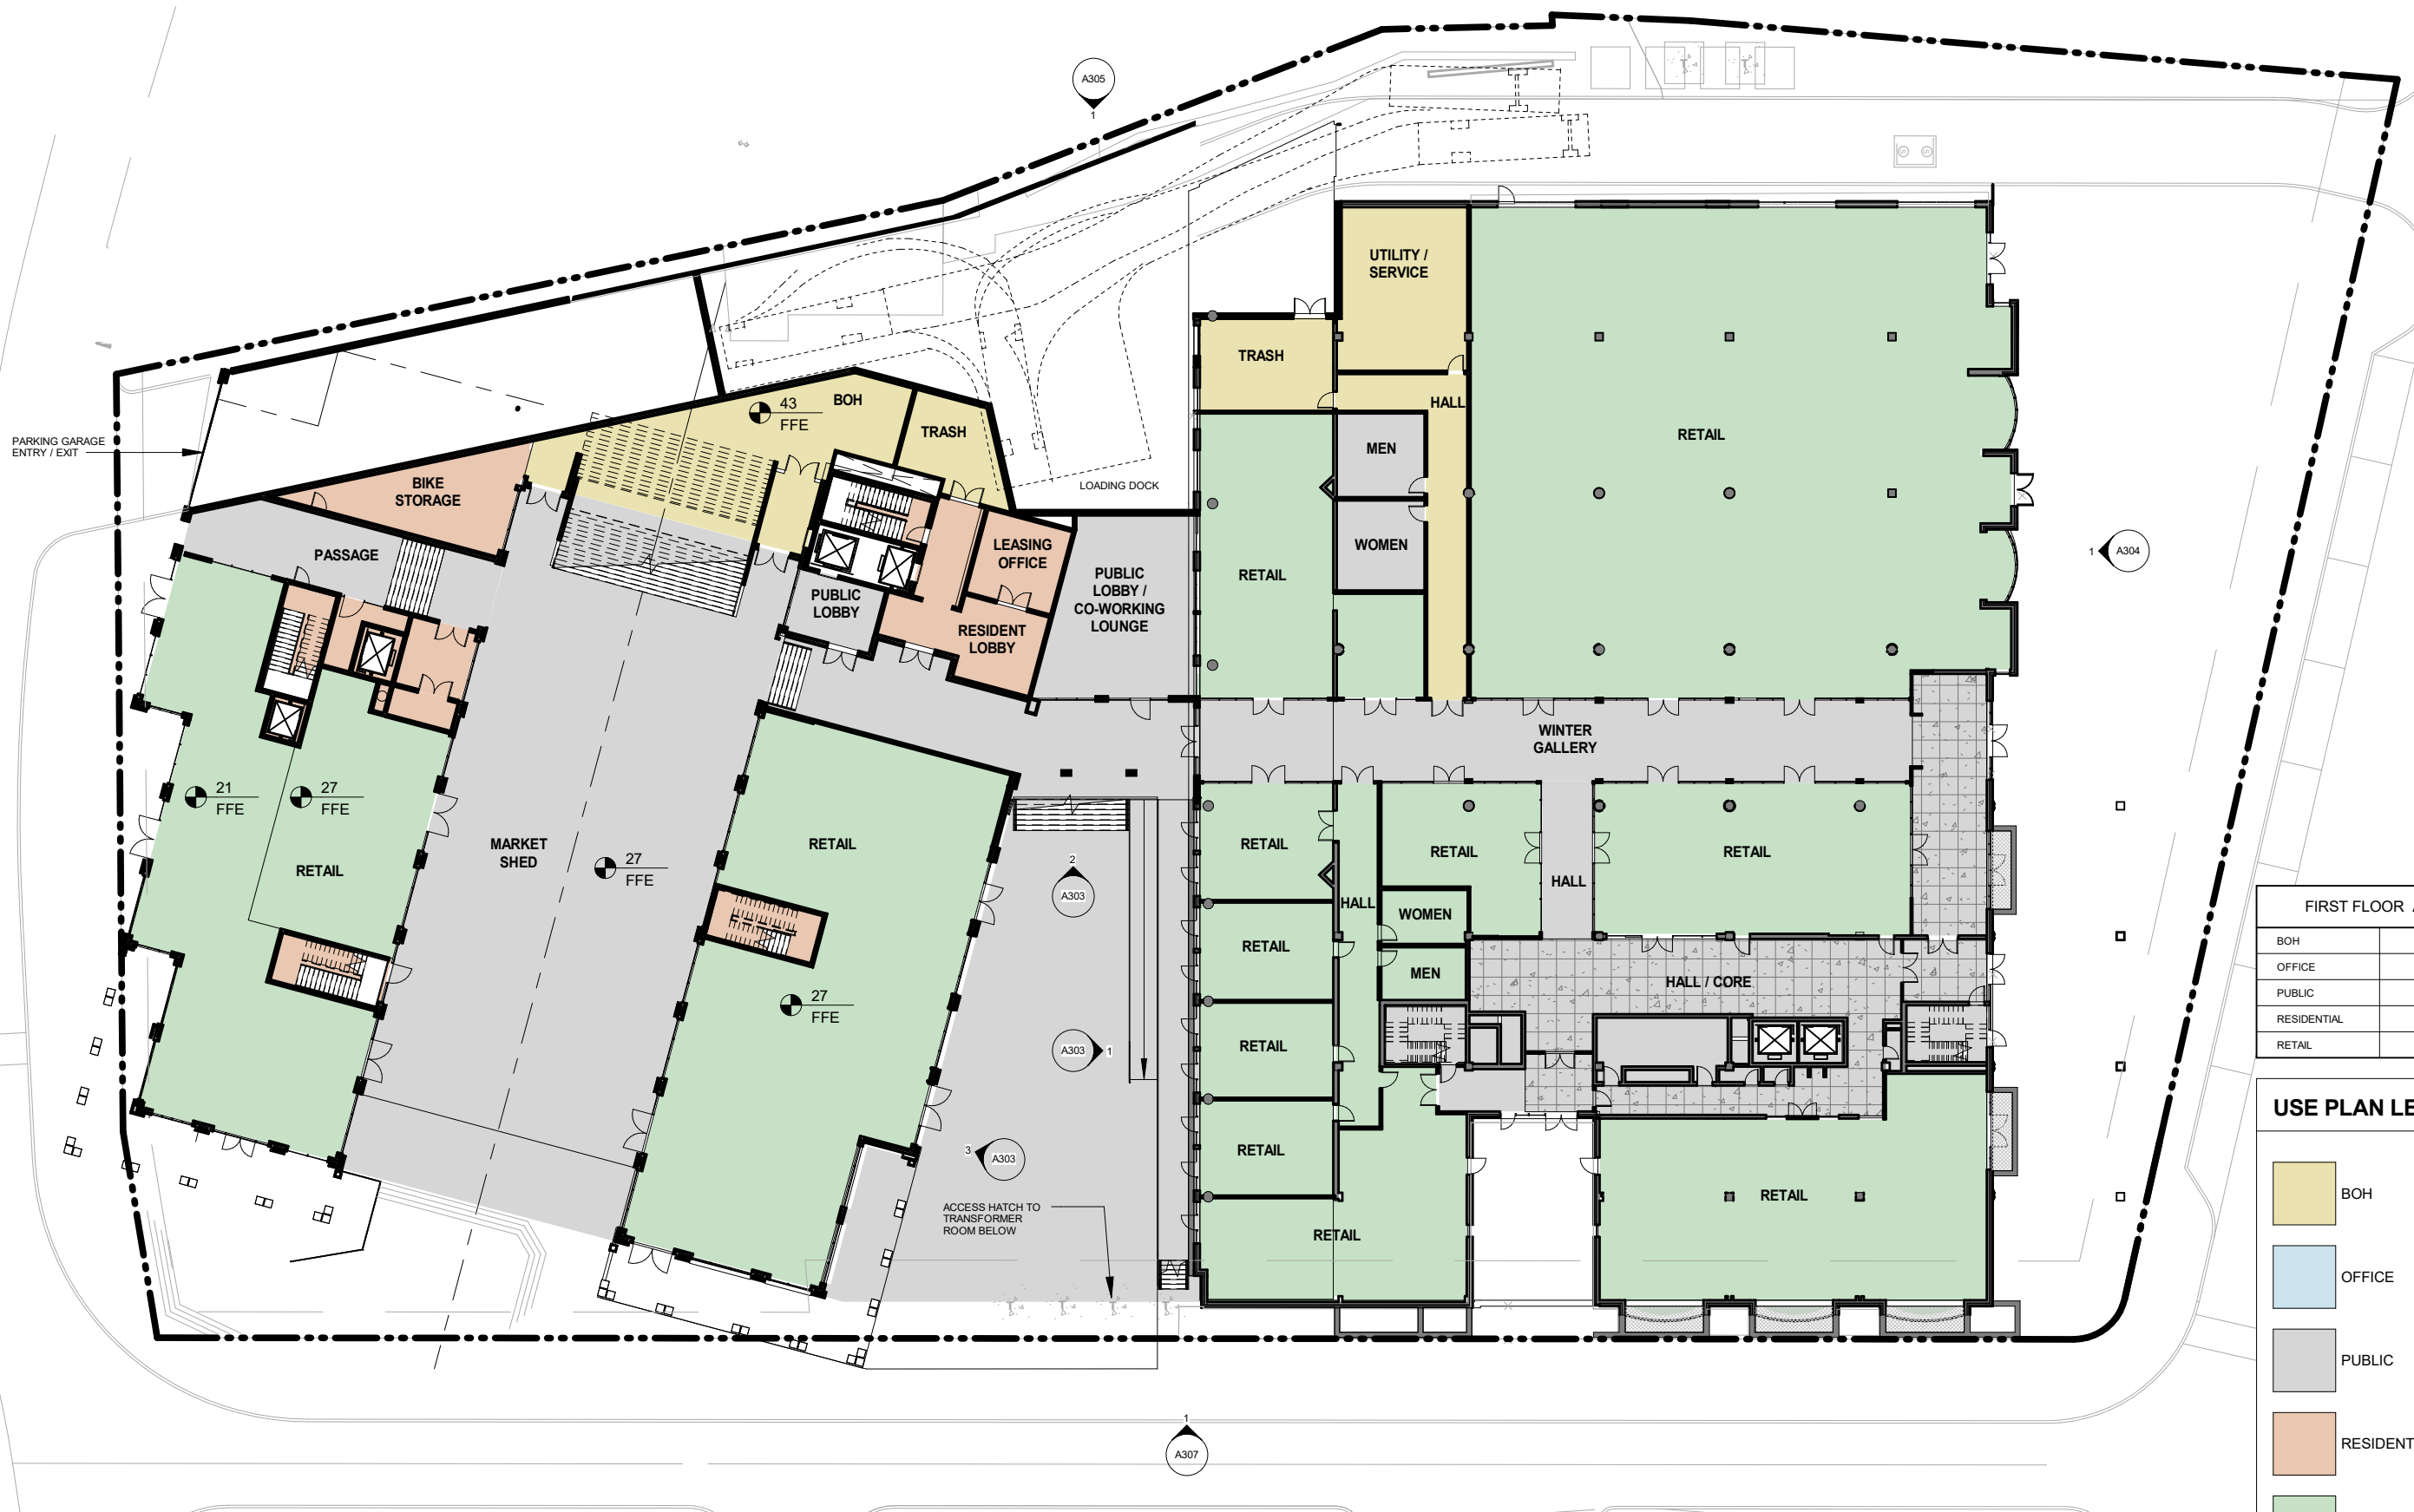 A305
1
UTILITY /
SERVICE
TRASH
HALL
43
FFE
BOH
TRASH
RETAIL
MEN
PARKING GARAGE
ENTRY / EXIT
BIKE
STORAGE
LOADING DOCK
WOMEN
1
A304
PASSAGE
LEASING
OFFICE
RETAIL
PUBLIC
LOBBY /
CO-WORKING
LOUNGE
PUBLIC
LOBBY
RESIDENT
LOBBY
WINTER
GALLERY
21
FFE
27
FFE
MARKET
SHED
RETAIL
RETAIL
RETAIL
RETAIL
RETAIL
27
FFE
2
A303
HALL
HALL
WOMEN
RETAIL
MEN
HALL / CORE
27
FFE
A303
1
RETAIL
3
A303
RETAIL
RETAIL
RETAIL
ACCESS HATCH TO
TRANSFORMER
ROOM BELOW
1
A307
FIRST FLOOR
BOH
OFFICE
PUBLIC
RESIDENTIAL
RETAIL
USE PLAN LE
BOH
OFFICE
PUBLIC
RESIDENT